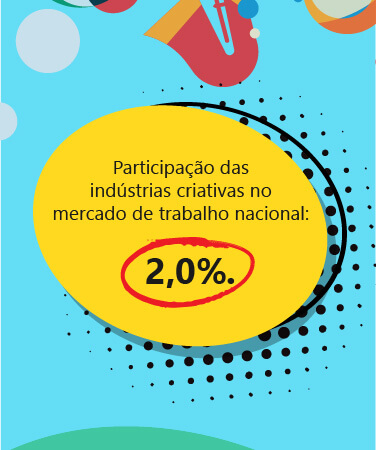 Participação das
indústrias criativas no
mercado de trabalho nacional:
2,0%.